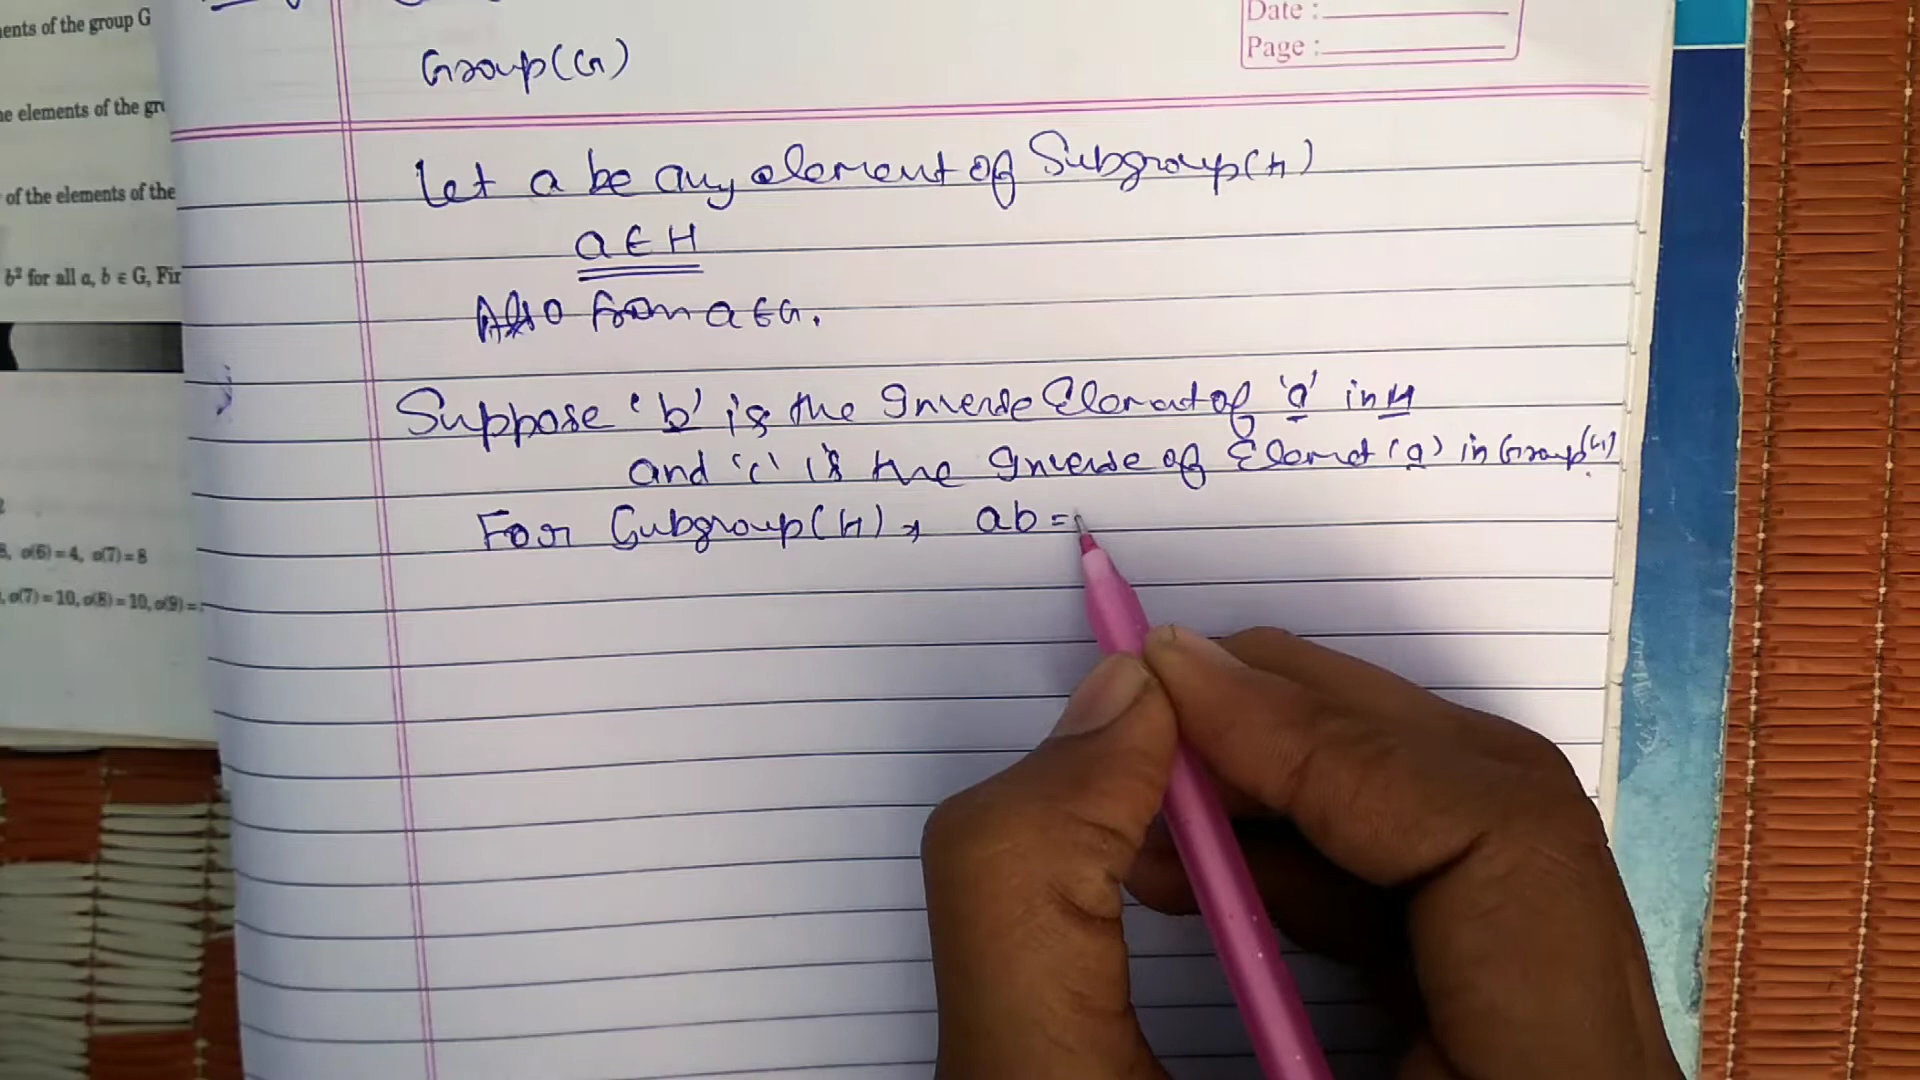 ents of the group G
e elements of the gr
of the elements of the
b² for all a, b ∈ G, Fir
o(6)=4, o(7)=8
o(7)=10, o(8)=10, o(9)=
Date :
Page :
Group(G)
Let a be any element of Subgroup(H)
a ∈ H
Also from a ∈ G.
Suppose 'b' is the Inverse Element of 'a' in H
and 'c' is the Inverse of Elemet (a) in Group(G)
For Subgroup(H), ab =